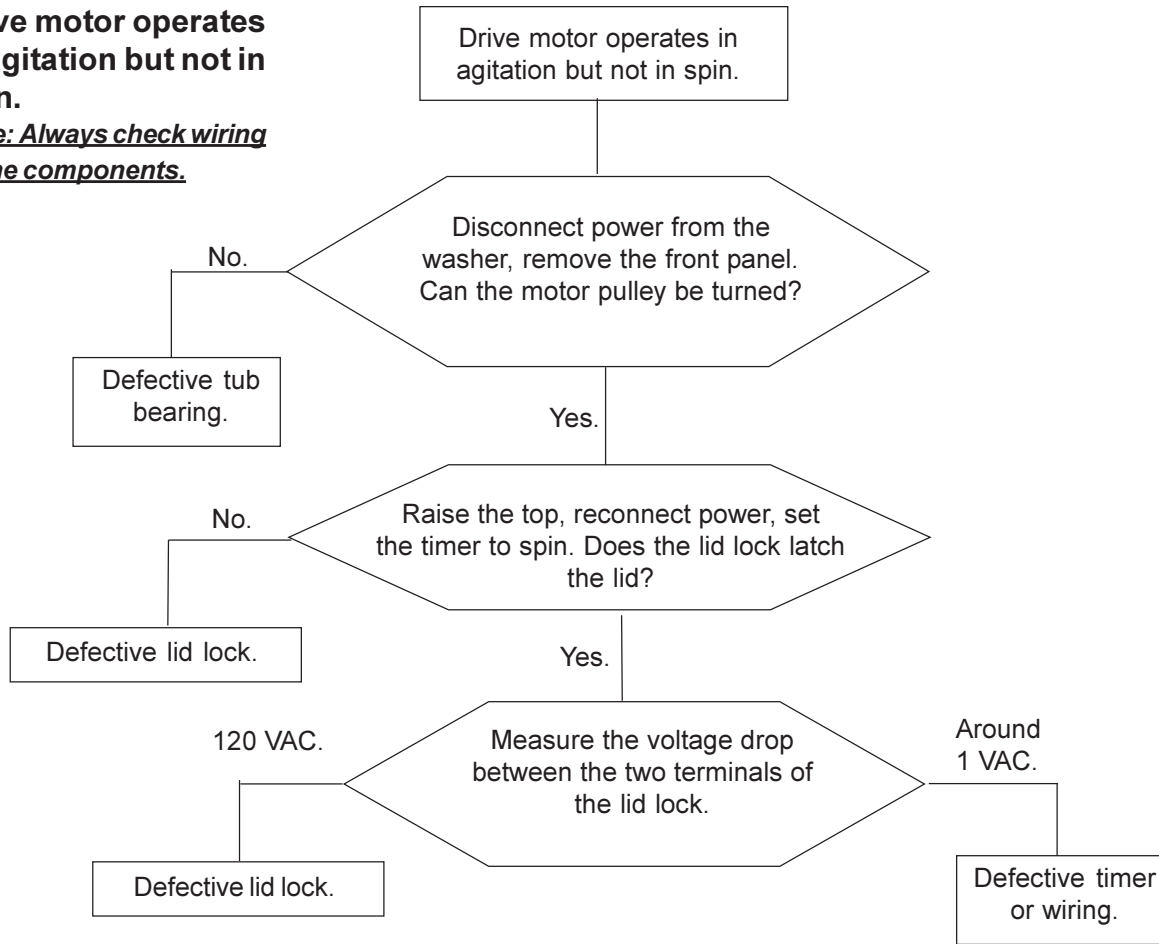 ve motor operates
gitation but not in
n.
e: Always check wiring
he components.
Drive motor operates in
agitation but not in spin.
Disconnect power from the
washer, remove the front panel.
Can the motor pulley be turned?
No.
Defective tub
bearing.
Yes.
Raise the top, reconnect power, set
the timer to spin. Does the lid lock latch
the lid?
No.
Defective lid lock.
Yes.
Measure the voltage drop
between the two terminals of
the lid lock.
120 VAC.
Around
1 VAC.
Defective lid lock.
Defective timer
or wiring.